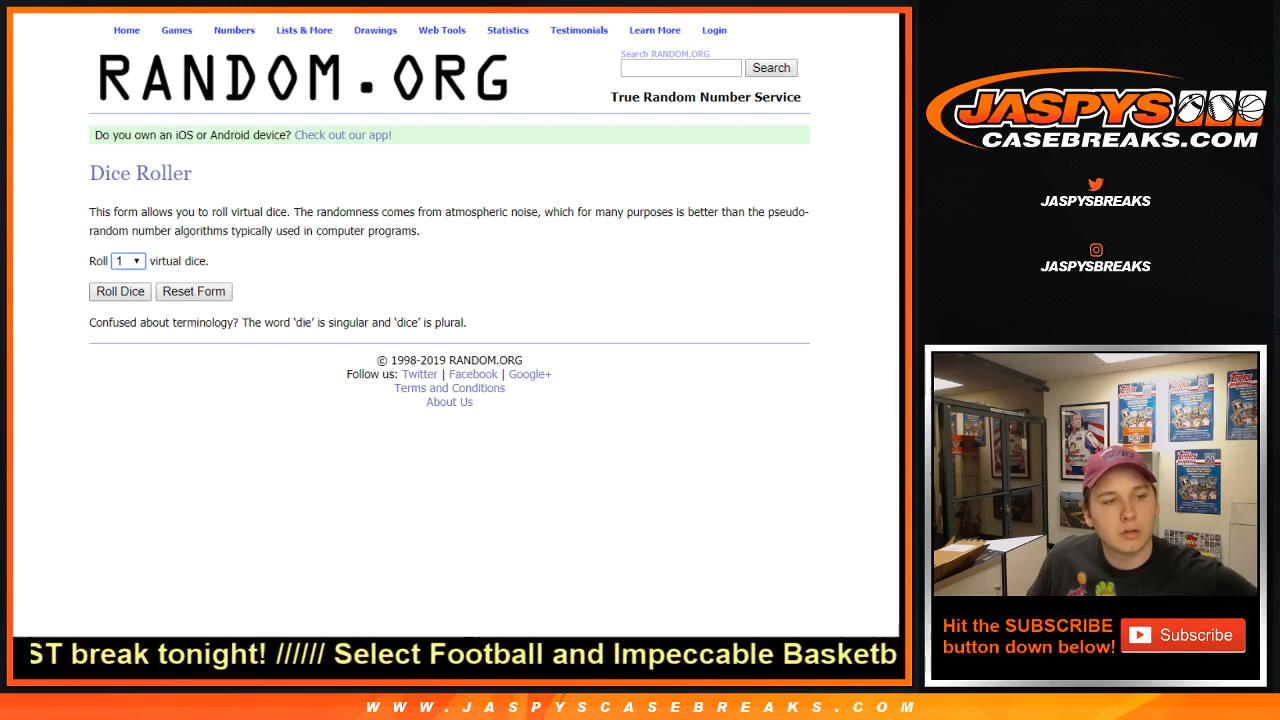 Home Games Numbers Lists & More Drawings Web Tools Statistics Testimonials Learn More Login
RANDOM.ORG
Search RANDOM.ORG
Search
True Random Number Service
Do you own an iOS or Android device? Check out our app!
Dice Roller
This form allows you to roll virtual dice. The randomness comes from atmospheric noise, which for many purposes is better than the pseudo-
random number algorithms typically used in computer programs.
Roll 1 virtual dice.
Roll Dice Reset Form
Confused about terminology? The word ‘die’ is singular and ‘dice’ is plural.
© 1998-2019 RANDOM.ORG
Follow us: Twitter | Facebook | Google+
Terms and Conditions
About Us
ST break tonight! ////// Select Football and Impeccable Basketb
JASPYS
CASEBREAKS.COM
JASPYSBREAKS
JASPYSBREAKS
Topps
Topps
Topps
Hit the SUBSCRIBE
button down below!
Subscribe
WWW.JASPYSCASEBREAKS.COM